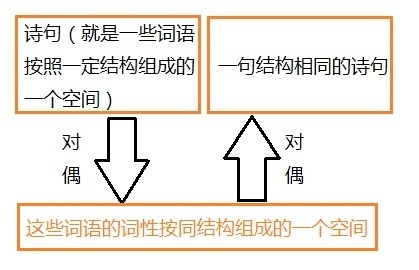 诗句（就是一些词语
按照一定结构组成的
一个空间）
一句结构相同的诗句
对
偶
对
偶
这些词语的词性按同结构组成的一个空间